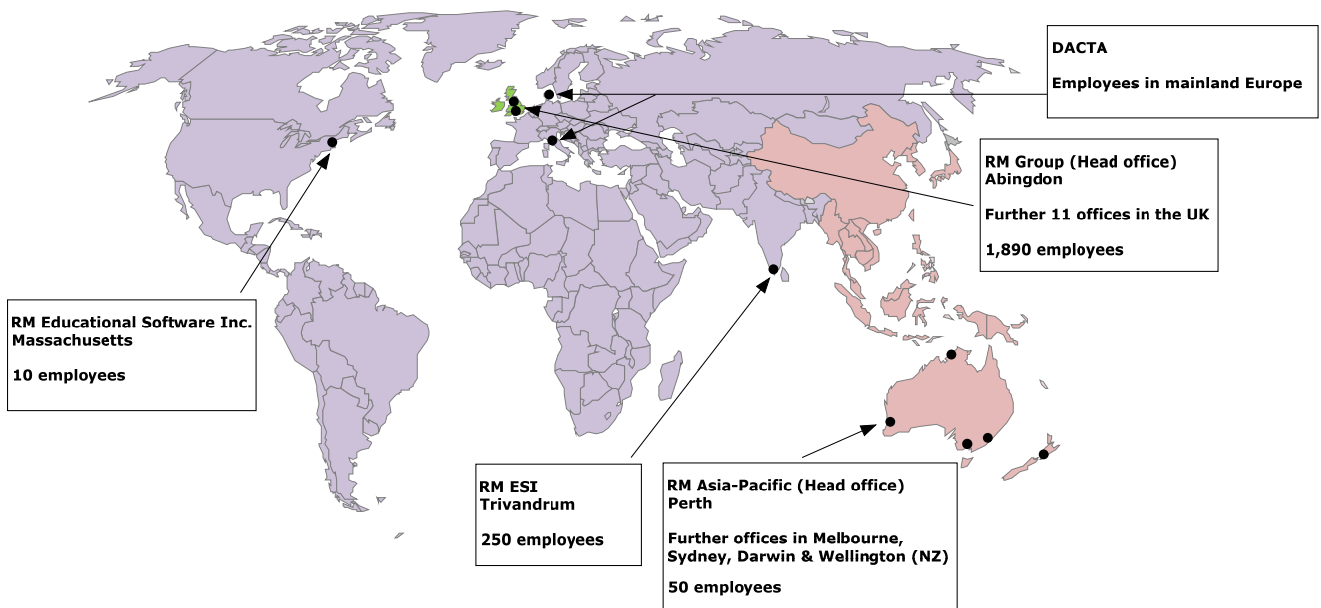 DACTA
Employees in mainland Europe
RM Group (Head office)
Abingdon
Further 11 offices in the UK
1,890 employees
RM Educational Software Inc.
Massachusetts
10 employees
RM ESI
Trivandrum
250 employees
RM Asia-Pacific (Head office)
Perth
Further offices in Melbourne,
Sydney, Darwin & Wellington (NZ)
50 employees